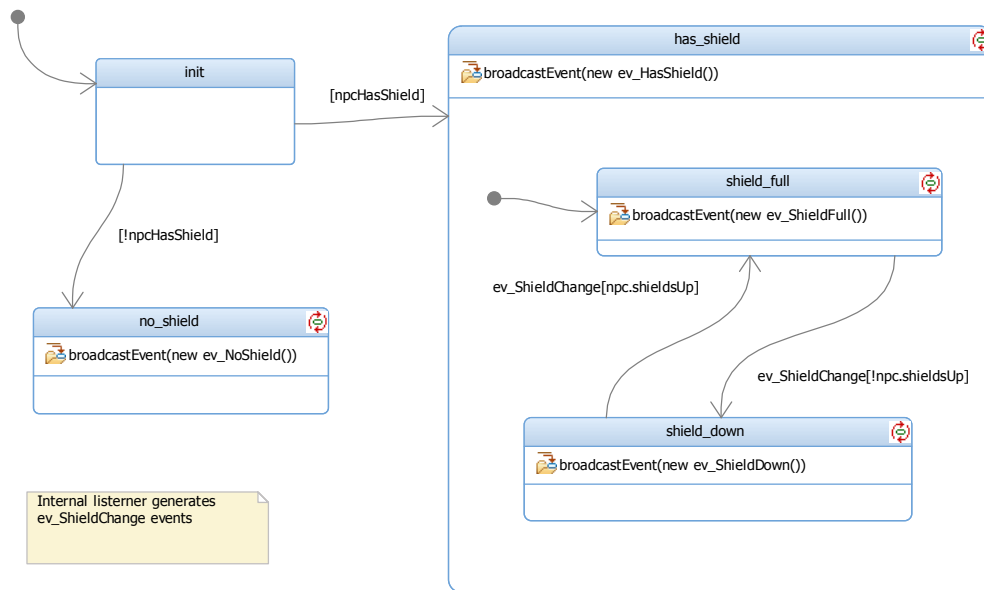 init
[npcHasShield]
[!npcHasShield]
no_shield
broadcastEvent(new ev_NoShield())
Internal listerner generates
ev_ShieldChange events
has_shield
broadcastEvent(new ev_HasShield())
shield_full
broadcastEvent(new ev_ShieldFull())
ev_ShieldChange[npc.shieldsUp]
ev_ShieldChange[!npc.shieldsUp]
shield_down
broadcastEvent(new ev_ShieldDown())